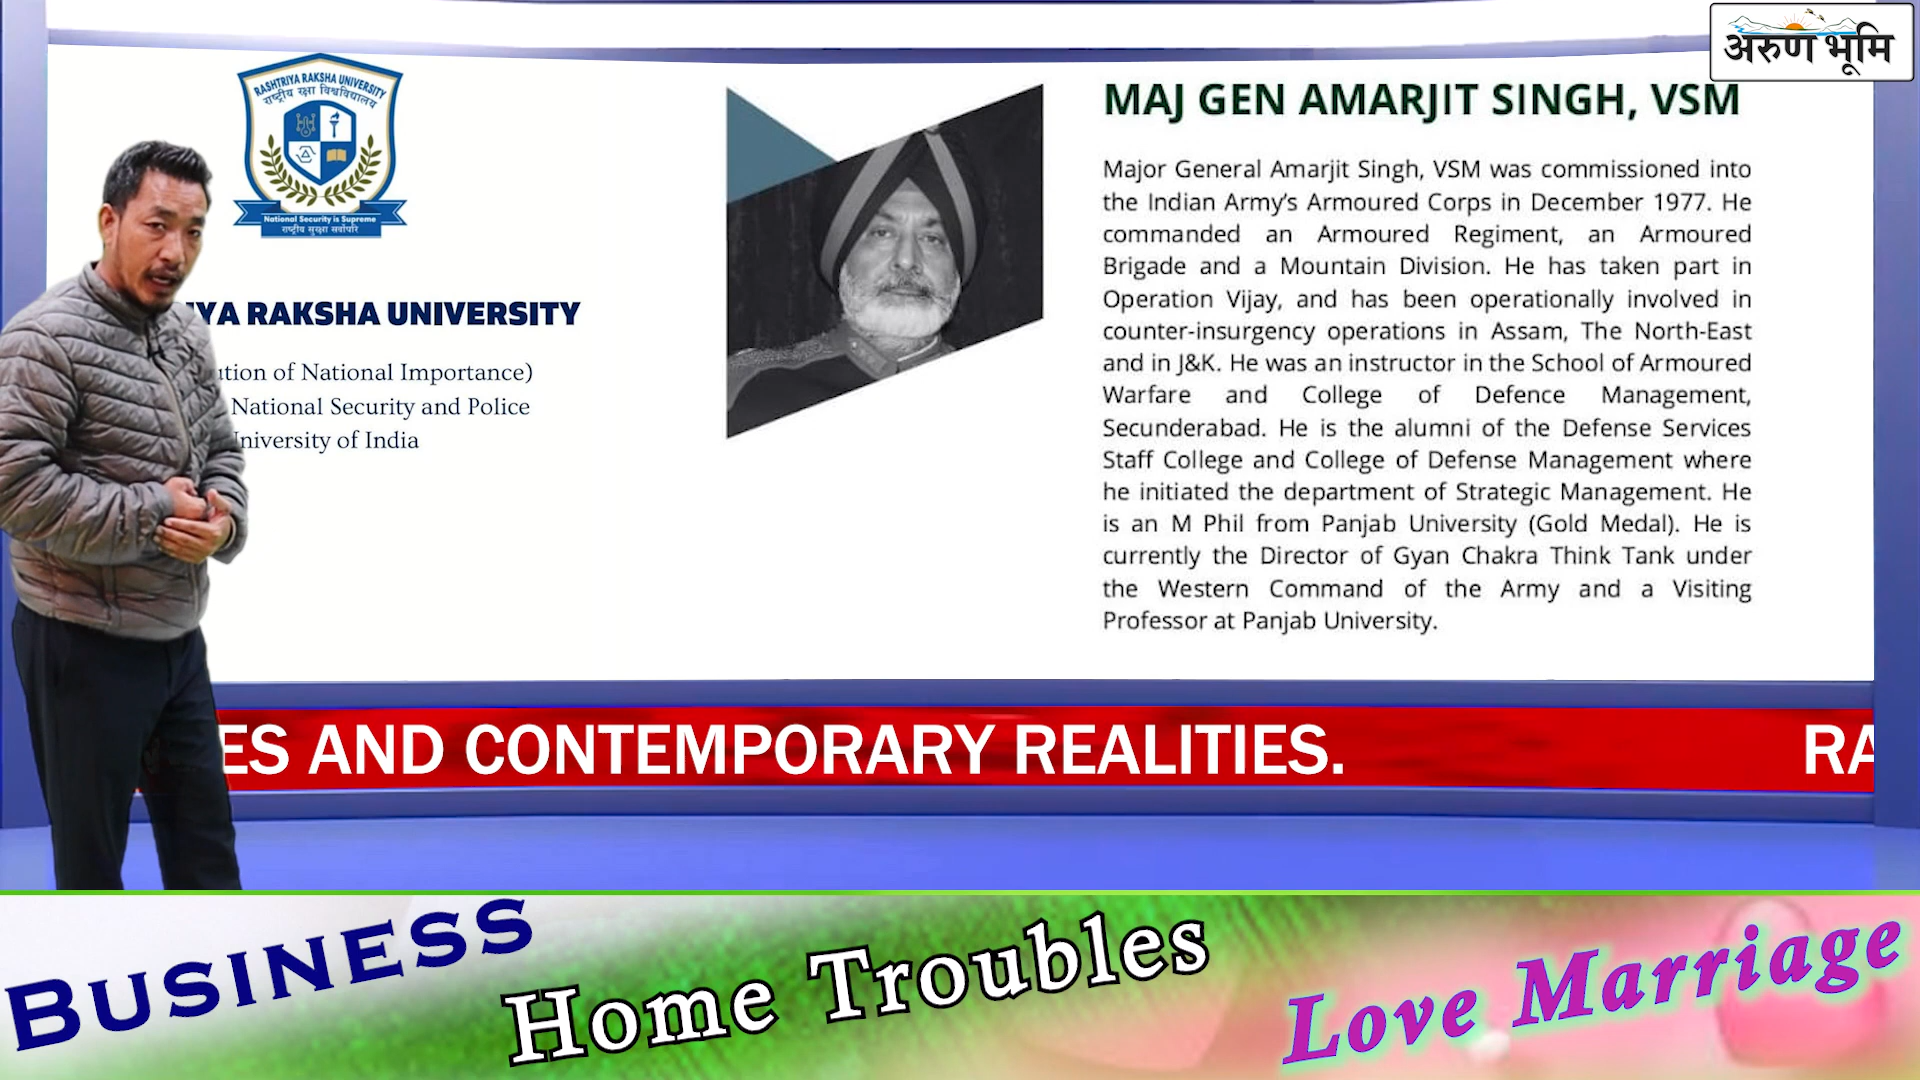 अरुण भूमि
RASHTRIYA RAKSHA UNIVERSITY
राष्ट्रीय रक्षा विश्वविद्यालय
National Security is Supreme
राष्ट्रीय सुरक्षा सर्वोपरि
YA RAKSHA UNIVERSITY
ution of National Importance)
National Security and Police
University of India
MAJ GEN AMARJIT SINGH, VSM
Major General Amarjit Singh, VSM was commissioned into
the Indian Army's Armoured Corps in December 1977. He
commanded an Armoured Regiment, an Armoured
Brigade and a Mountain Division. He has taken part in
Operation Vijay, and has been operationally involved in
counter-insurgency operations in Assam, The North-East
and in J&K. He was an instructor in the School of Armoured
Warfare and College of Defence Management,
Secunderabad. He is the alumni of the Defense Services
Staff College and College of Defense Management where
he initiated the department of Strategic Management. He
is an M Phil from Panjab University (Gold Medal). He is
currently the Director of Gyan Chakra Think Tank under
the Western Command of the Army and a Visiting
Professor at Panjab University.
ES AND CONTEMPORARY REALITIES. RA
BUSINESS
Home Troubles
Love Marriage